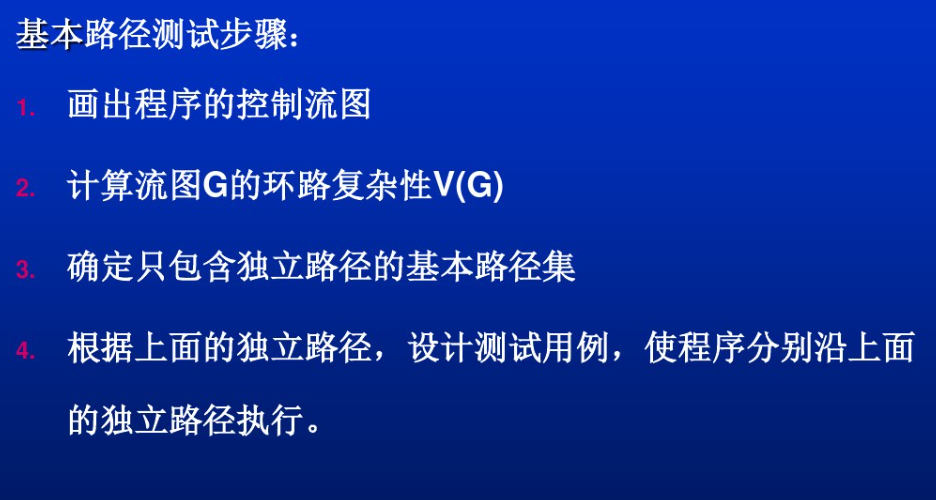 基本路径测试步骤：
1. 画出程序的控制流图
2. 计算流图G的环路复杂性V(G)
3. 确定只包含独立路径的基本路径集
4. 根据上面的独立路径，设计测试用例，使程序分别沿上面
的独立路径执行。